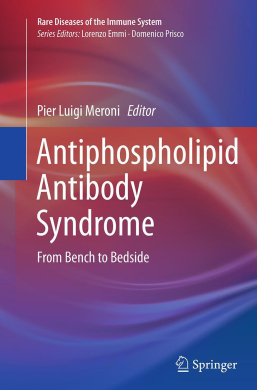 Rare Diseases of the Immune System
Series Editors: Lorenzo Emmi · Domenico Prisco
Pier Luigi Meroni Editor
Antiphospholipid
Antibody
Syndrome
From Bench to Bedside
Springer